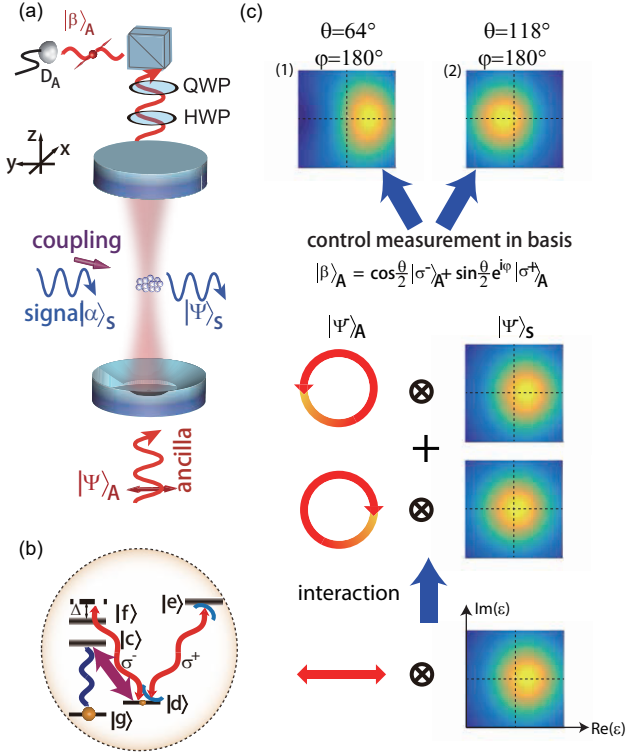 (a)
|β⟩A
DA
QWP
HWP
z
x
y
coupling
signal|α⟩S
|Ψ⟩S
|Ψ⟩A
ancilla
(b)
Δ
|f⟩
|e⟩
|c⟩
σ-
σ+
|g⟩
|d⟩
(c)
θ=64° θ=118°
φ=180° φ=180°
(1) (2)
control measurement in basis
|β⟩A = cosθ/2|σ-⟩A + sinθ/2 e^iφ|σ+⟩A
|Ψ'⟩A |Ψ'⟩S
⊗
+
⊗
interaction
Im(ε)
⊗
Re(ε)